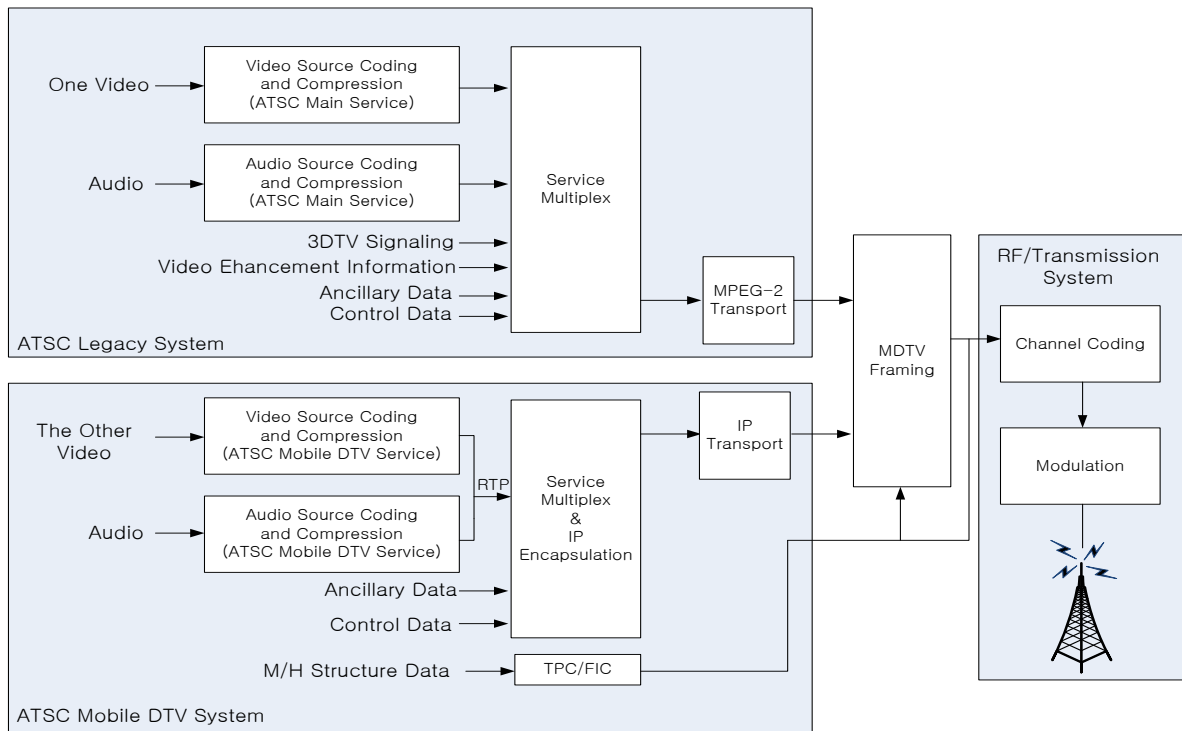 One Video
Video Source Coding
and Compression
(ATSC Main Service)
Audio
Audio Source Coding
and Compression
(ATSC Main Service)
3DTV Signaling
Video Ehancement Information
Ancillary Data
Control Data
Service
Multiplex
MPEG-2
Transport
ATSC Legacy System
The Other
Video
Video Source Coding
and Compression
(ATSC Mobile DTV Service)
Audio
Audio Source Coding
and Compression
(ATSC Mobile DTV Service)
RTP
Ancillary Data
Control Data
Service
Multiplex
&
IP
Encapsulation
IP
Transport
M/H Structure Data
TPC/FIC
ATSC Mobile DTV System
MDTV
Framing
RF/Transmission
System
Channel Coding
Modulation